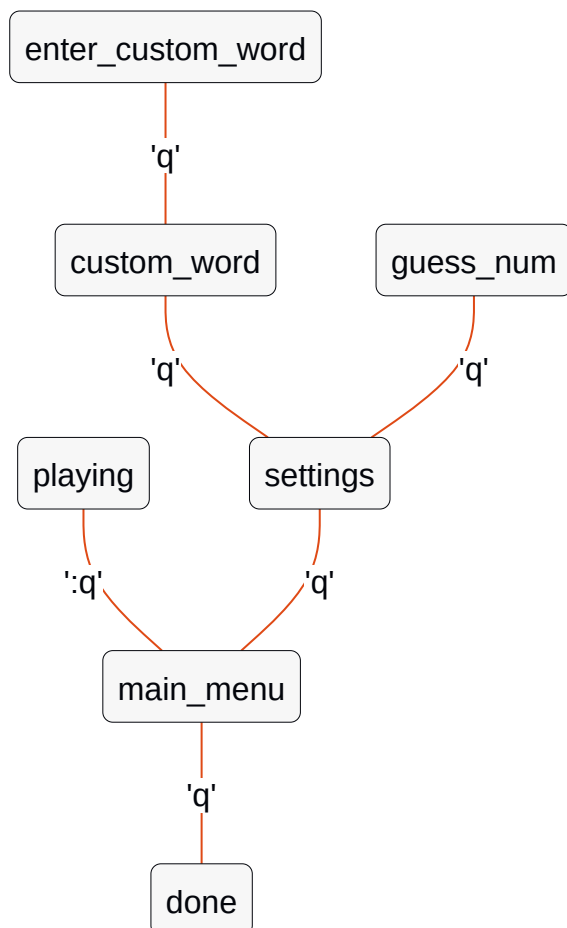 enter_custom_word
'q'
custom_word
guess_num
'q'
'q'
playing
settings
':q'
'q'
main_menu
'q'
done